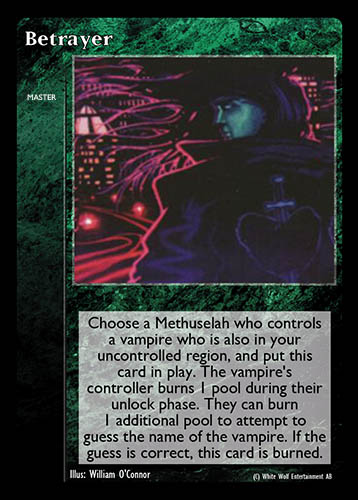 Betrayer
MASTER
Choose a Methuselah who controls
a vampire who is also in your
uncontrolled region, and put this
card in play. The vampire's
controller burns 1 pool during their
unlock phase. They can burn
1 additional pool to attempt to
guess the name of the vampire. If the
guess is correct, this card is burned.
Illus: William O'Connor
(C) White Wolf Entertainment AB